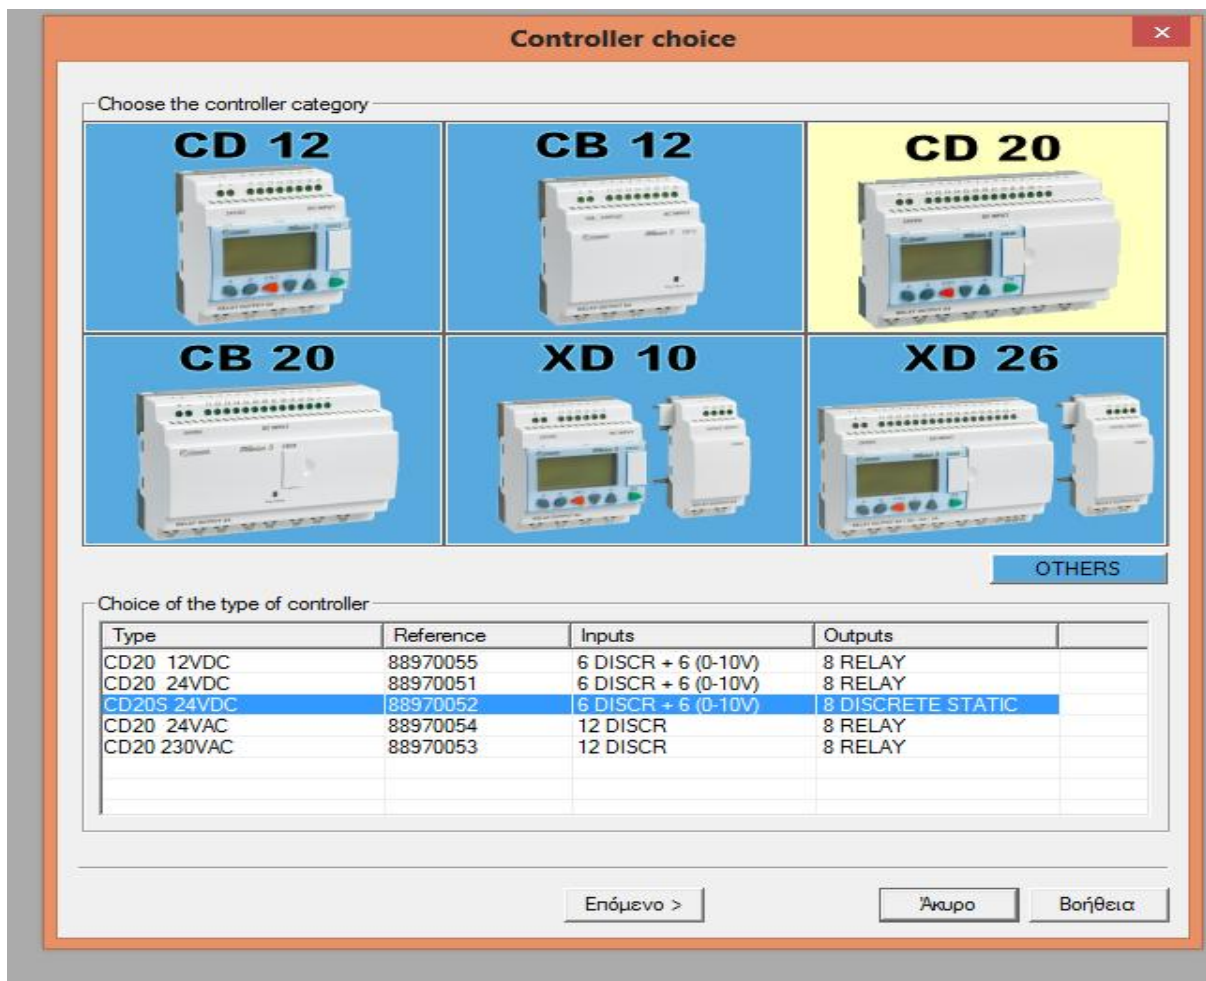 Controller choice
Choose the controller category
CD 12
CB 12
CD 20
CB 20
XD 10
XD 26
OTHERS
Choice of the type of controller
Type Reference Inputs Outputs
CD20 12VDC 88970055 6 DISCR + 6 (0-10V) 8 RELAY
CD20 24VDC 88970051 6 DISCR + 6 (0-10V) 8 RELAY
CD20S 24VDC 88970052 6 DISCR + 6 (0-10V) 8 DISCRETE STATIC
CD20 24VAC 88970054 12 DISCR 8 RELAY
CD20 230VAC 88970053 12 DISCR 8 RELAY
Επόμενο > Άκυρο Βοήθεια